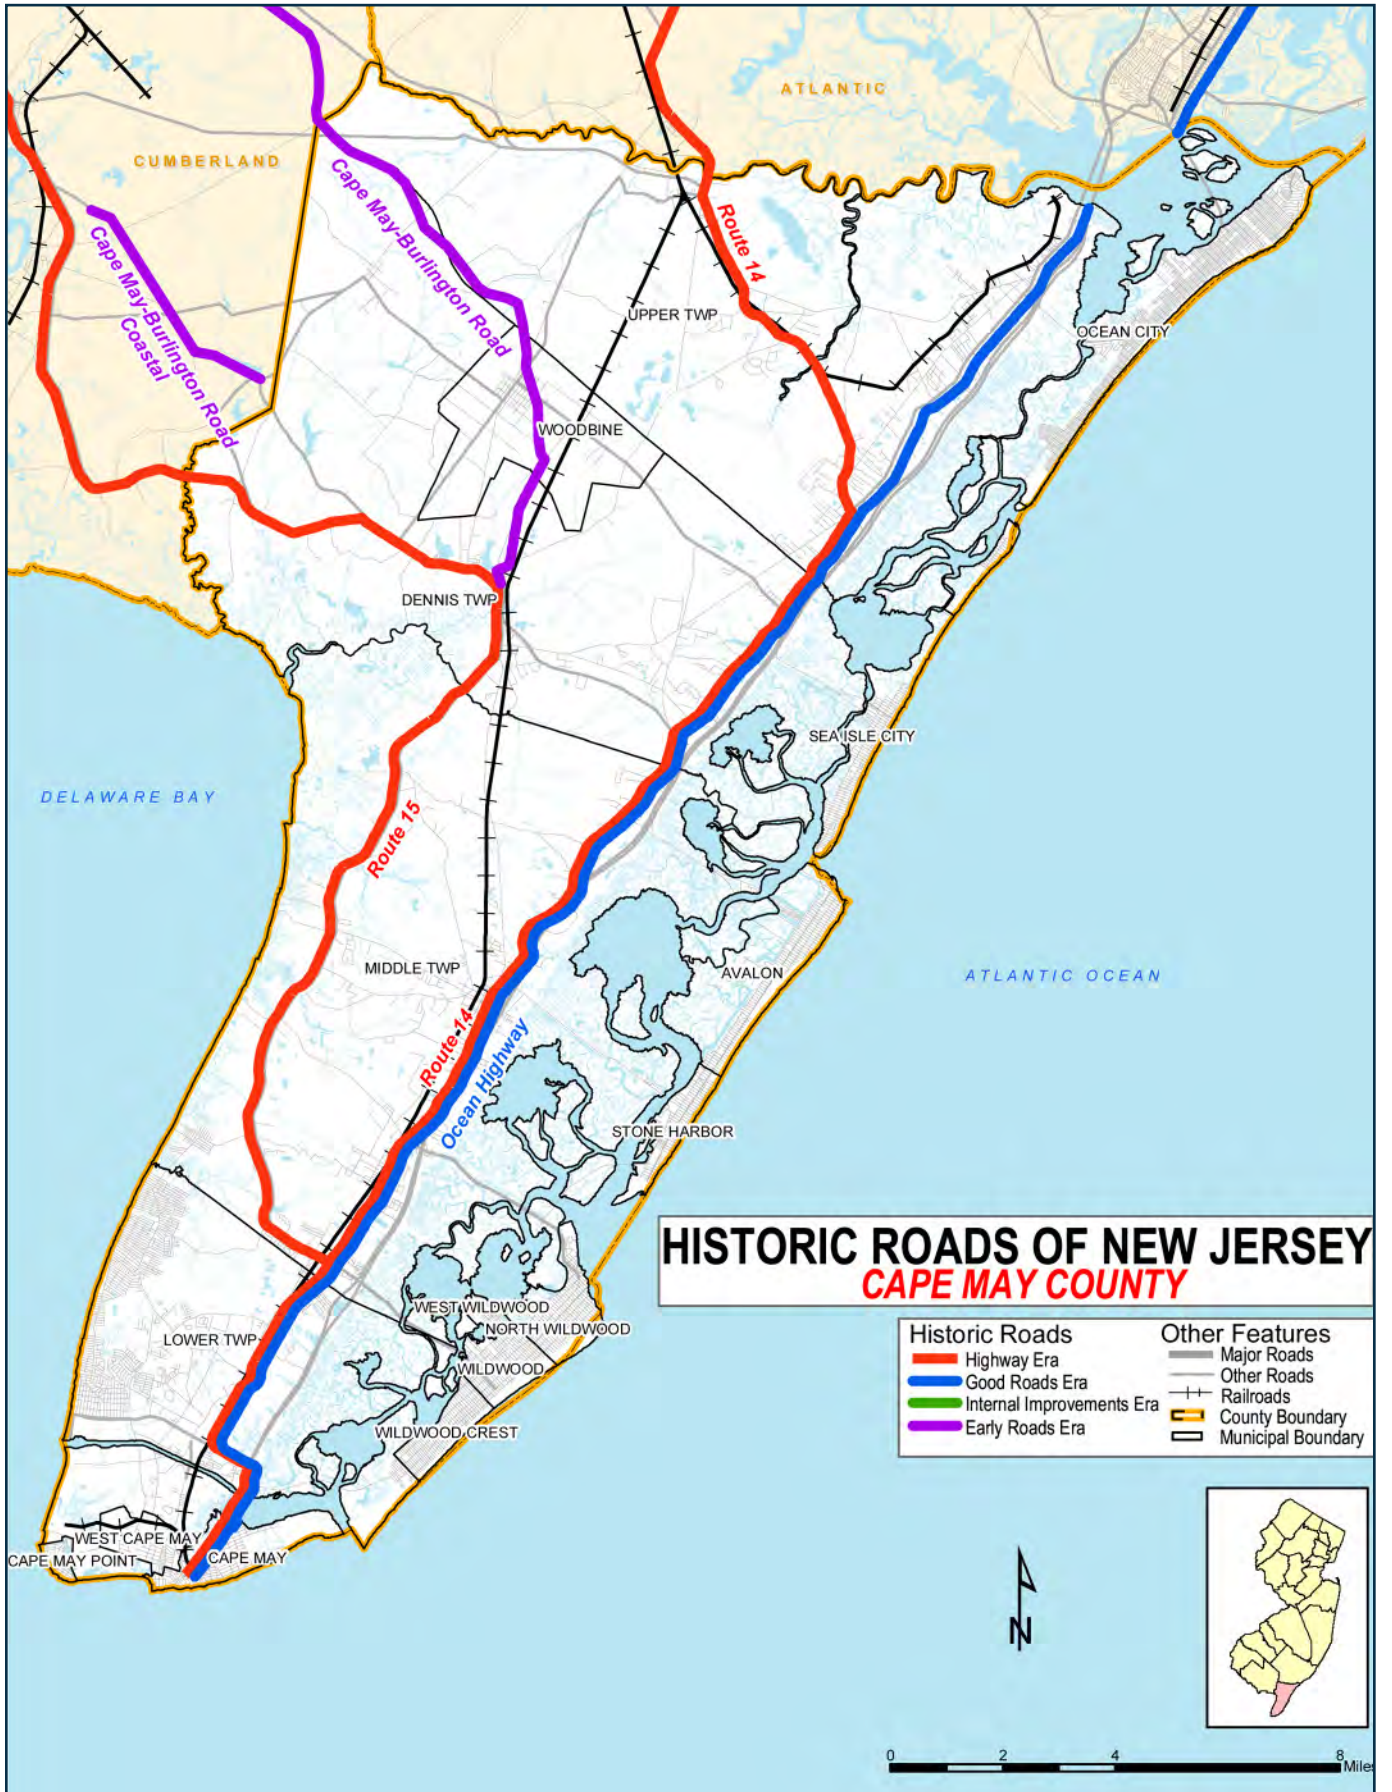 ATLANTIC
CUMBERLAND
Cape May-Burlington Road
Cape May-Burlington Road
Coastal
Route 14
UPPER TWP
OCEAN CITY
WOODBINE
DENNIS TWP
SEA ISLE CITY
DELAWARE BAY
Route 15
MIDDLE TWP
AVALON
ATLANTIC OCEAN
Route 14
Ocean Highway
STONE HARBOR
HISTORIC ROADS OF NEW JERSEY
CAPE MAY COUNTY
WEST WILDWOOD
NORTH WILDWOOD
LOWER TWP
WILDWOOD
WILDWOOD CREST
Historic Roads
Highway Era
Good Roads Era
Internal Improvements Era
Early Roads Era
Other Features
Major Roads
Other Roads
Railroads
County Boundary
Municipal Boundary
WEST CAPE MAY
CAPE MAY POINT
CAPE MAY
N
0 2 4 8
Miles